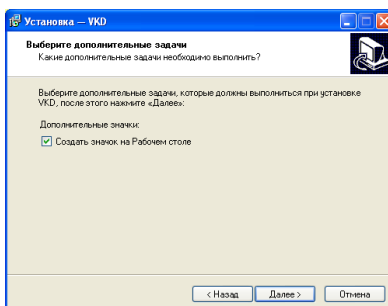 Установка — VKD
Выберите дополнительные задачи
Какие дополнительные задачи необходимо выполнить?
Выберите дополнительные задачи, которые должны выполниться при установке
VKD, после этого нажмите «Далее»:
Дополнительные значки:
Создать значок на Рабочем столе
< Назад
Далее >
Отмена